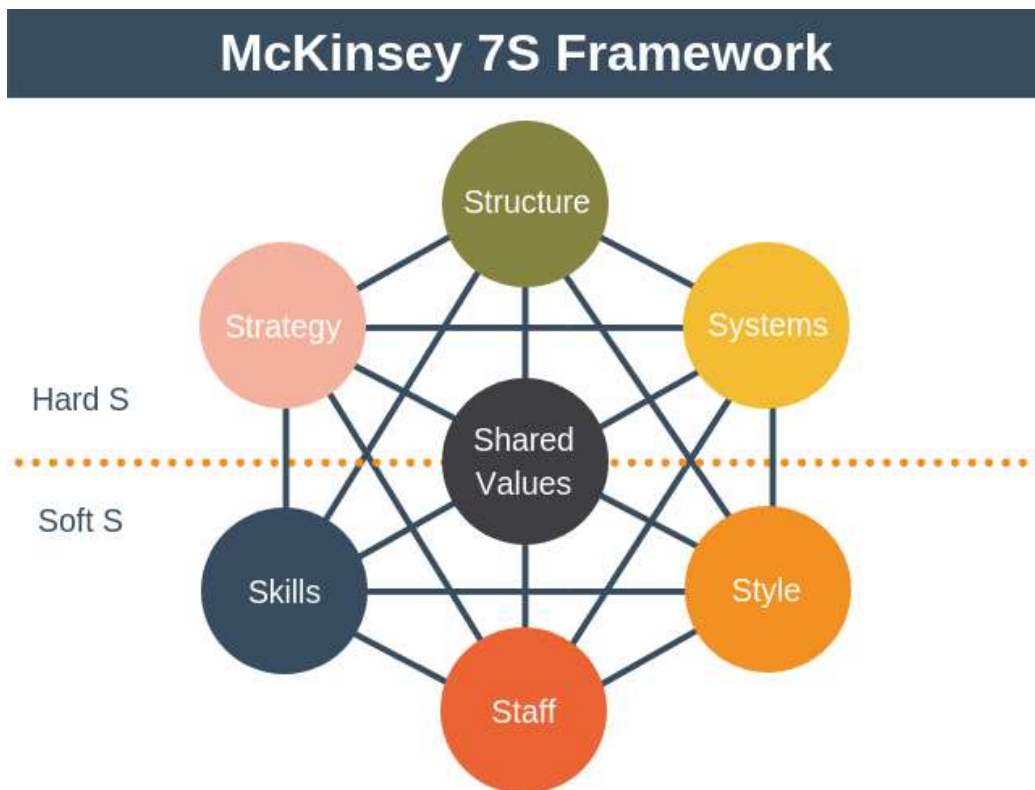 McKinsey 7S Framework
Structure
Strategy
Systems
Hard S
Shared
Values
Soft S
Skills
Style
Staff